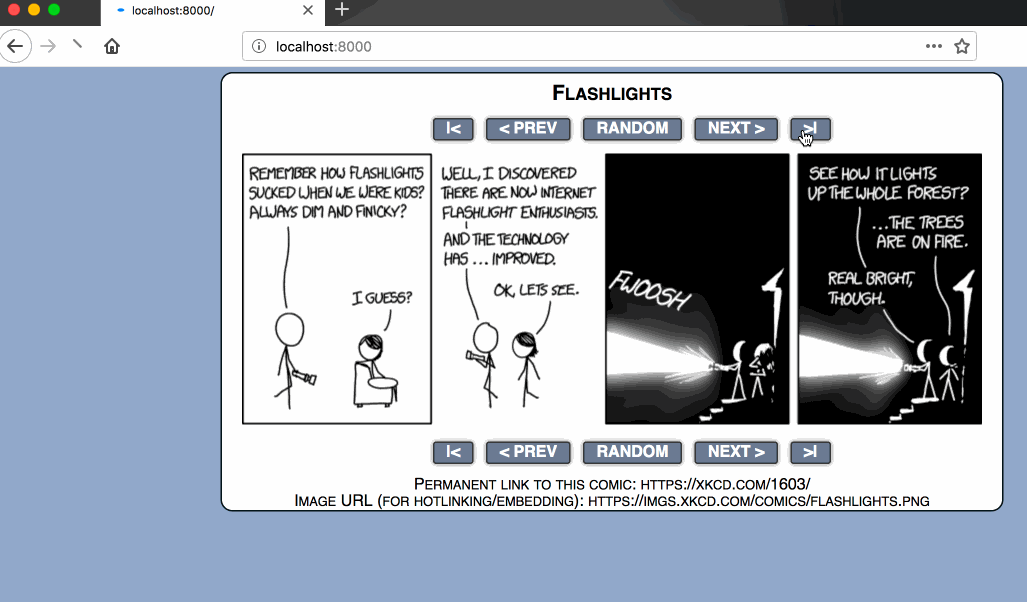 localhost:8000/
localhost:8000
FLASHLIGHTS
|< < PREV RANDOM NEXT > >|
REMEMBER HOW FLASHLIGHTS
SUCKED WHEN WE WERE KIDS?
ALWAYS DIM AND FINICKY?
I GUESS?
WELL, I DISCOVERED
THERE ARE NOW INTERNET
FLASHLIGHT ENTHUSIASTS.
AND THE TECHNOLOGY
HAS ... IMPROVED.
OK, LETS SEE.
FWOOSH
SEE HOW IT LIGHTS
UP THE WHOLE FOREST?
...THE TREES
ARE ON FIRE.
REAL BRIGHT,
THOUGH.
|< < PREV RANDOM NEXT > >|
PERMANENT LINK TO THIS COMIC: HTTPS://XKCD.COM/1603/
IMAGE URL (FOR HOTLINKING/EMBEDDING): HTTPS://IMGS.XKCD.COM/COMICS/FLASHLIGHTS.PNG